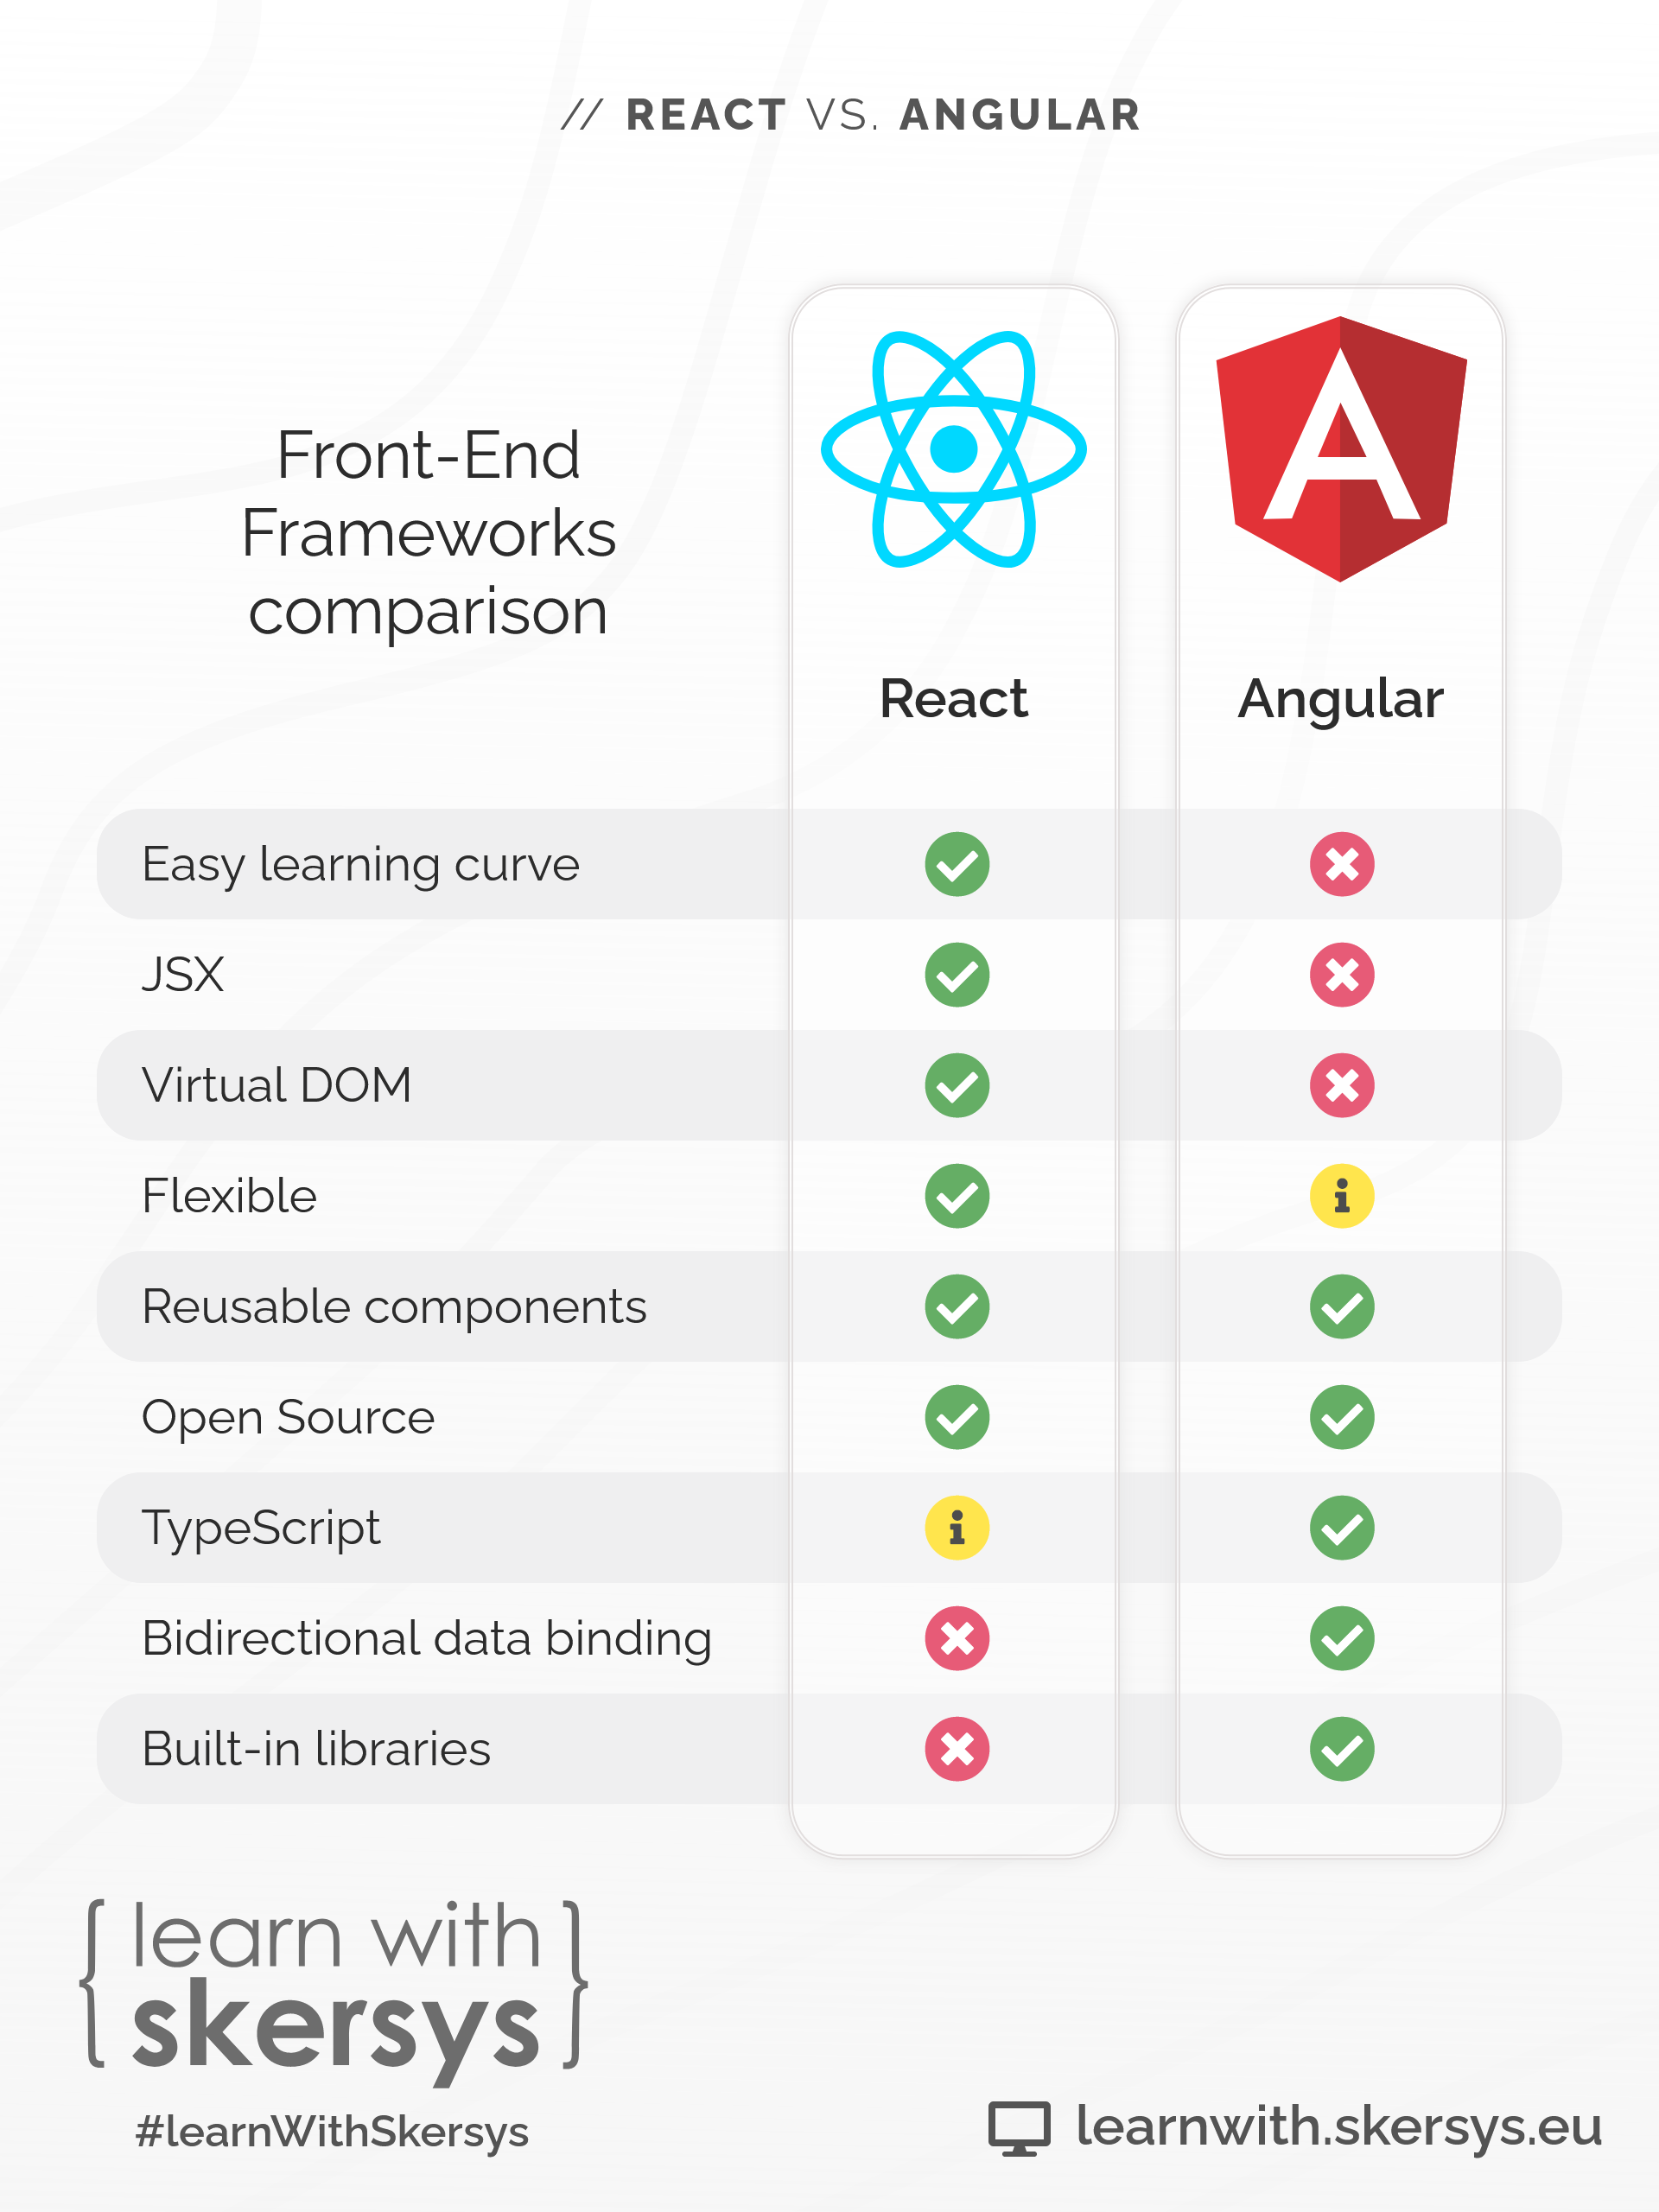 // REACT VS. ANGULAR
Front-End
Frameworks
comparison
React
Angular
Easy learning curve
JSX
Virtual DOM
Flexible
Reusable components
Open Source
TypeScript
Bidirectional data binding
Built-in libraries
{ learn with
skersys }
#learnWithSkersys
learnwith.skersys.eu